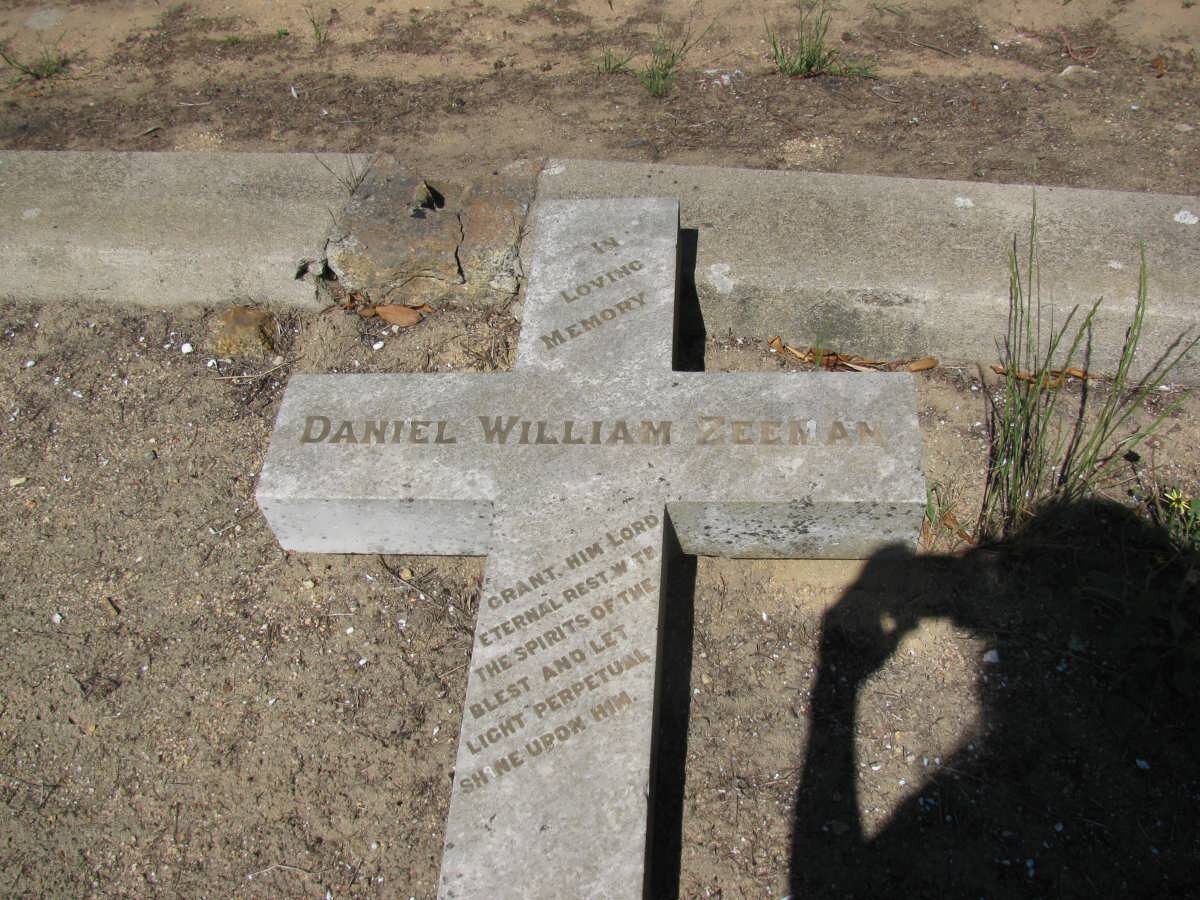 IN
LOVING
MEMORY
DANIEL WILLIAM ZEEMAN
GRANT HIM LORD
ETERNAL REST WITH
THE SPIRITS OF THE
BLEST AND LET
LIGHT PERPETUAL
SHINE UPON HIM.